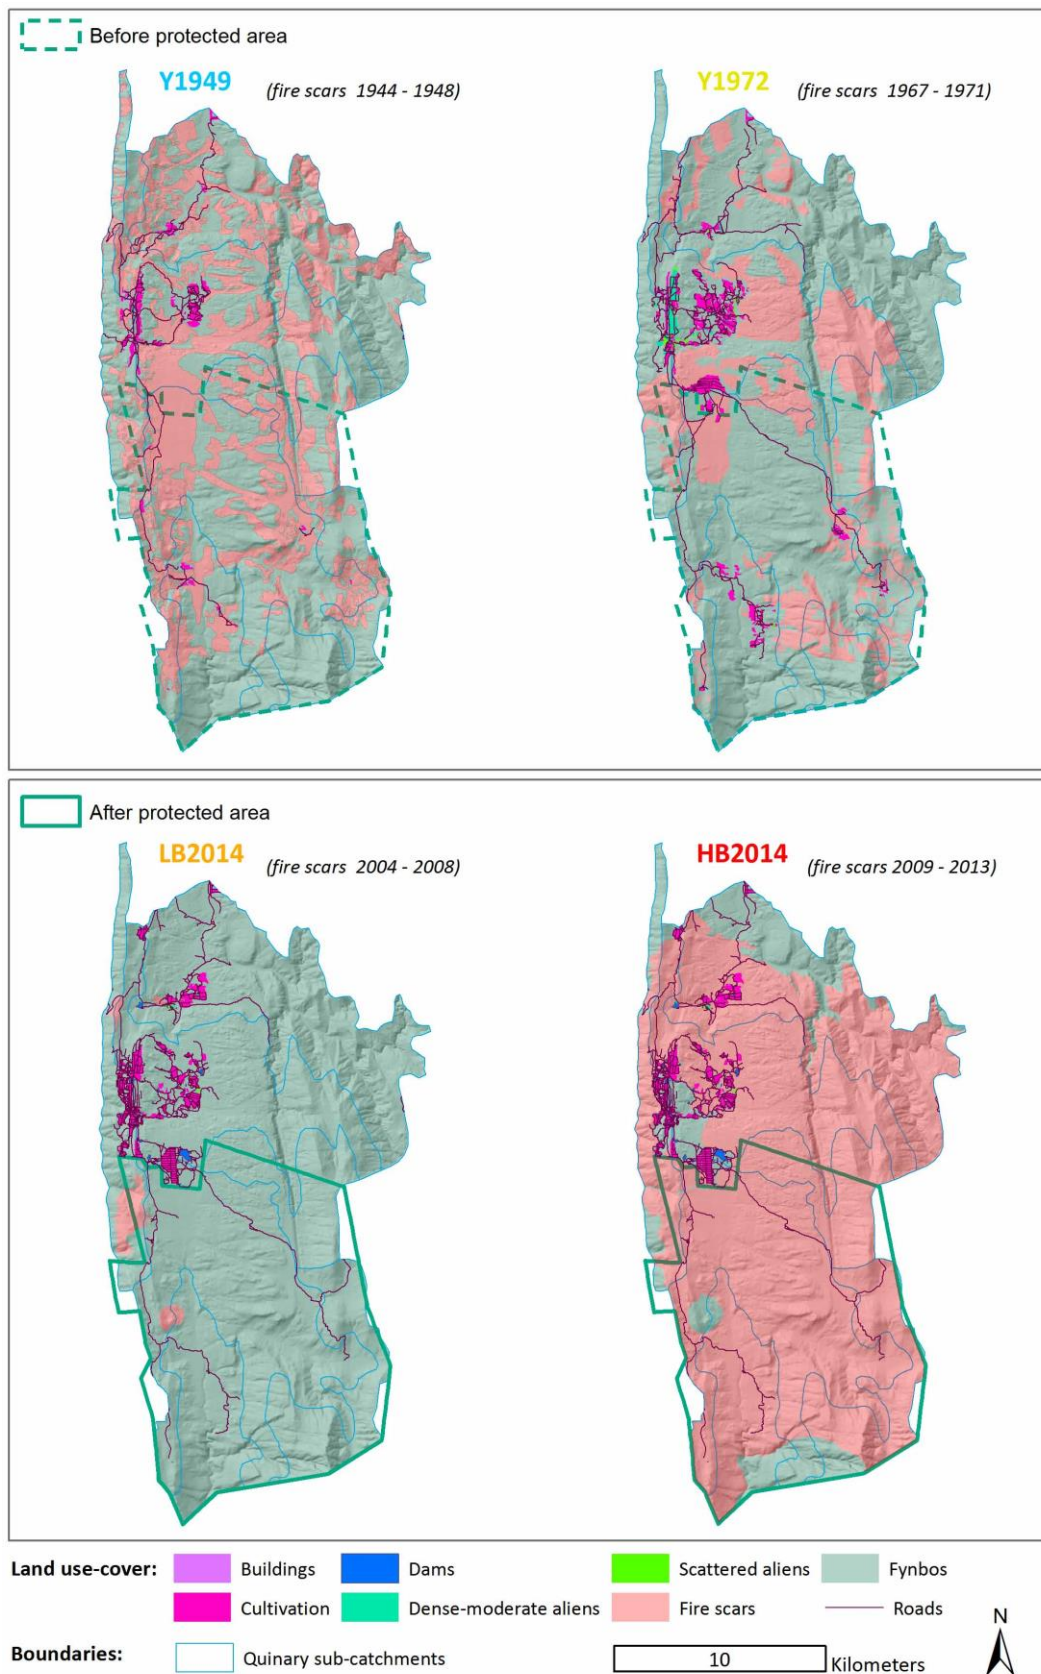 Before protected area
Y1949 (fire scars 1944 - 1948)
Y1972 (fire scars 1967 - 1971)
After protected area
LB2014 (fire scars 2004 - 2008)
HB2014 (fire scars 2009 - 2013)
Land use-cover: Buildings Dams Scattered aliens Fynbos
Cultivation Dense-moderate aliens Fire scars Roads
N
Boundaries: Quinary sub-catchments 10 Kilometers